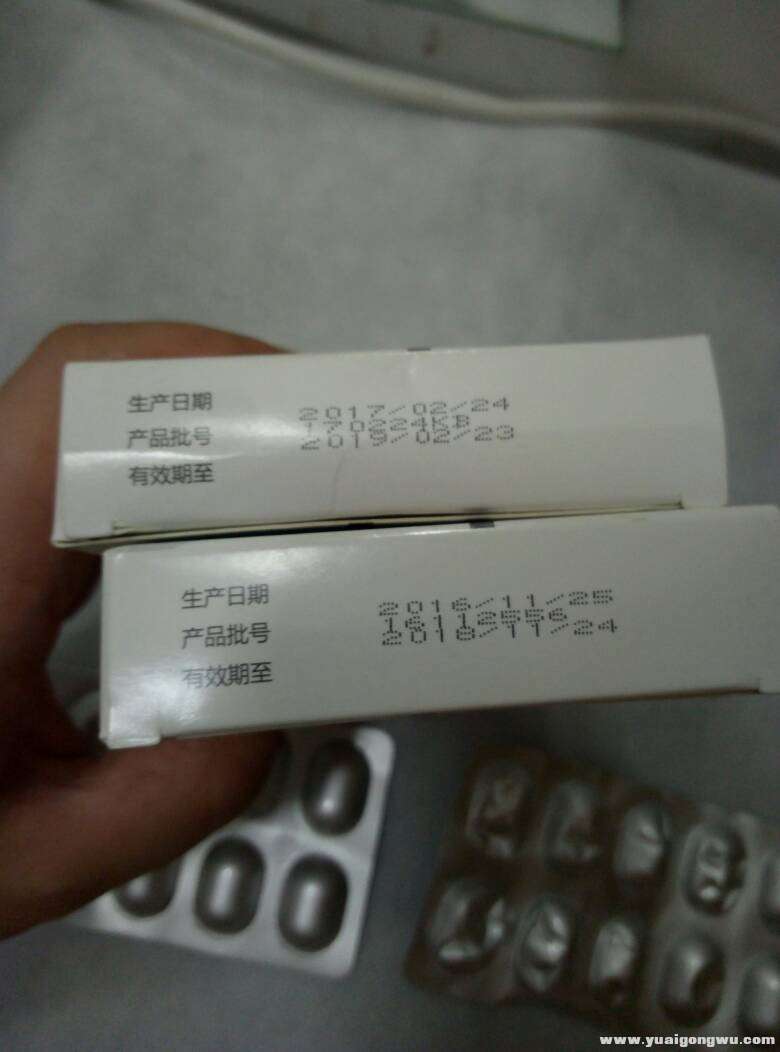 生产日期 2017/02/24
产品批号 170224KB
有效期至 2019/02/23
生产日期 2016/11/25
产品批号 16112556
有效期至 2018/11/24
www.yuaigongwu.com